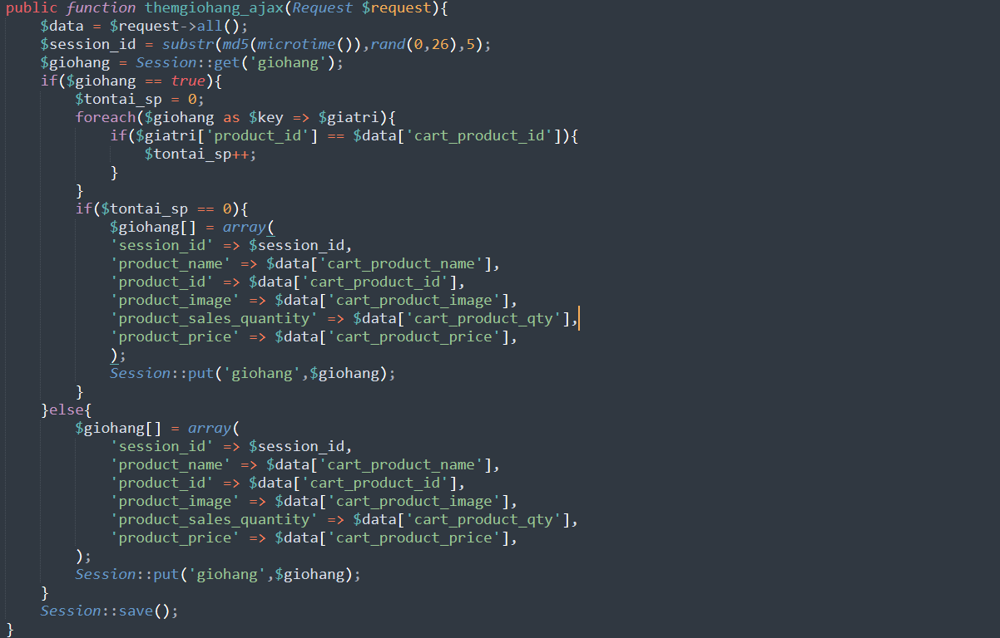 public function themgiohang_ajax(Request $request){
$data = $request->all();
$session_id = substr(md5(microtime()),rand(0,26),5);
$giohang = Session::get('giohang');
if($giohang == true){
$tontai_sp = 0;
foreach($giohang as $key => $giatri){
if($giatri['product_id'] == $data['cart_product_id']){
$tontai_sp++;
}
}
if($tontai_sp == 0){
$giohang[] = array(
'session_id' => $session_id,
'product_name' => $data['cart_product_name'],
'product_id' => $data['cart_product_id'],
'product_image' => $data['cart_product_image'],
'product_sales_quantity' => $data['cart_product_qty'],
'product_price' => $data['cart_product_price'],
);
Session::put('giohang',$giohang);
}
}else{
$giohang[] = array(
'session_id' => $session_id,
'product_name' => $data['cart_product_name'],
'product_id' => $data['cart_product_id'],
'product_image' => $data['cart_product_image'],
'product_sales_quantity' => $data['cart_product_qty'],
'product_price' => $data['cart_product_price'],
);
Session::put('giohang',$giohang);
}
Session::save();
}